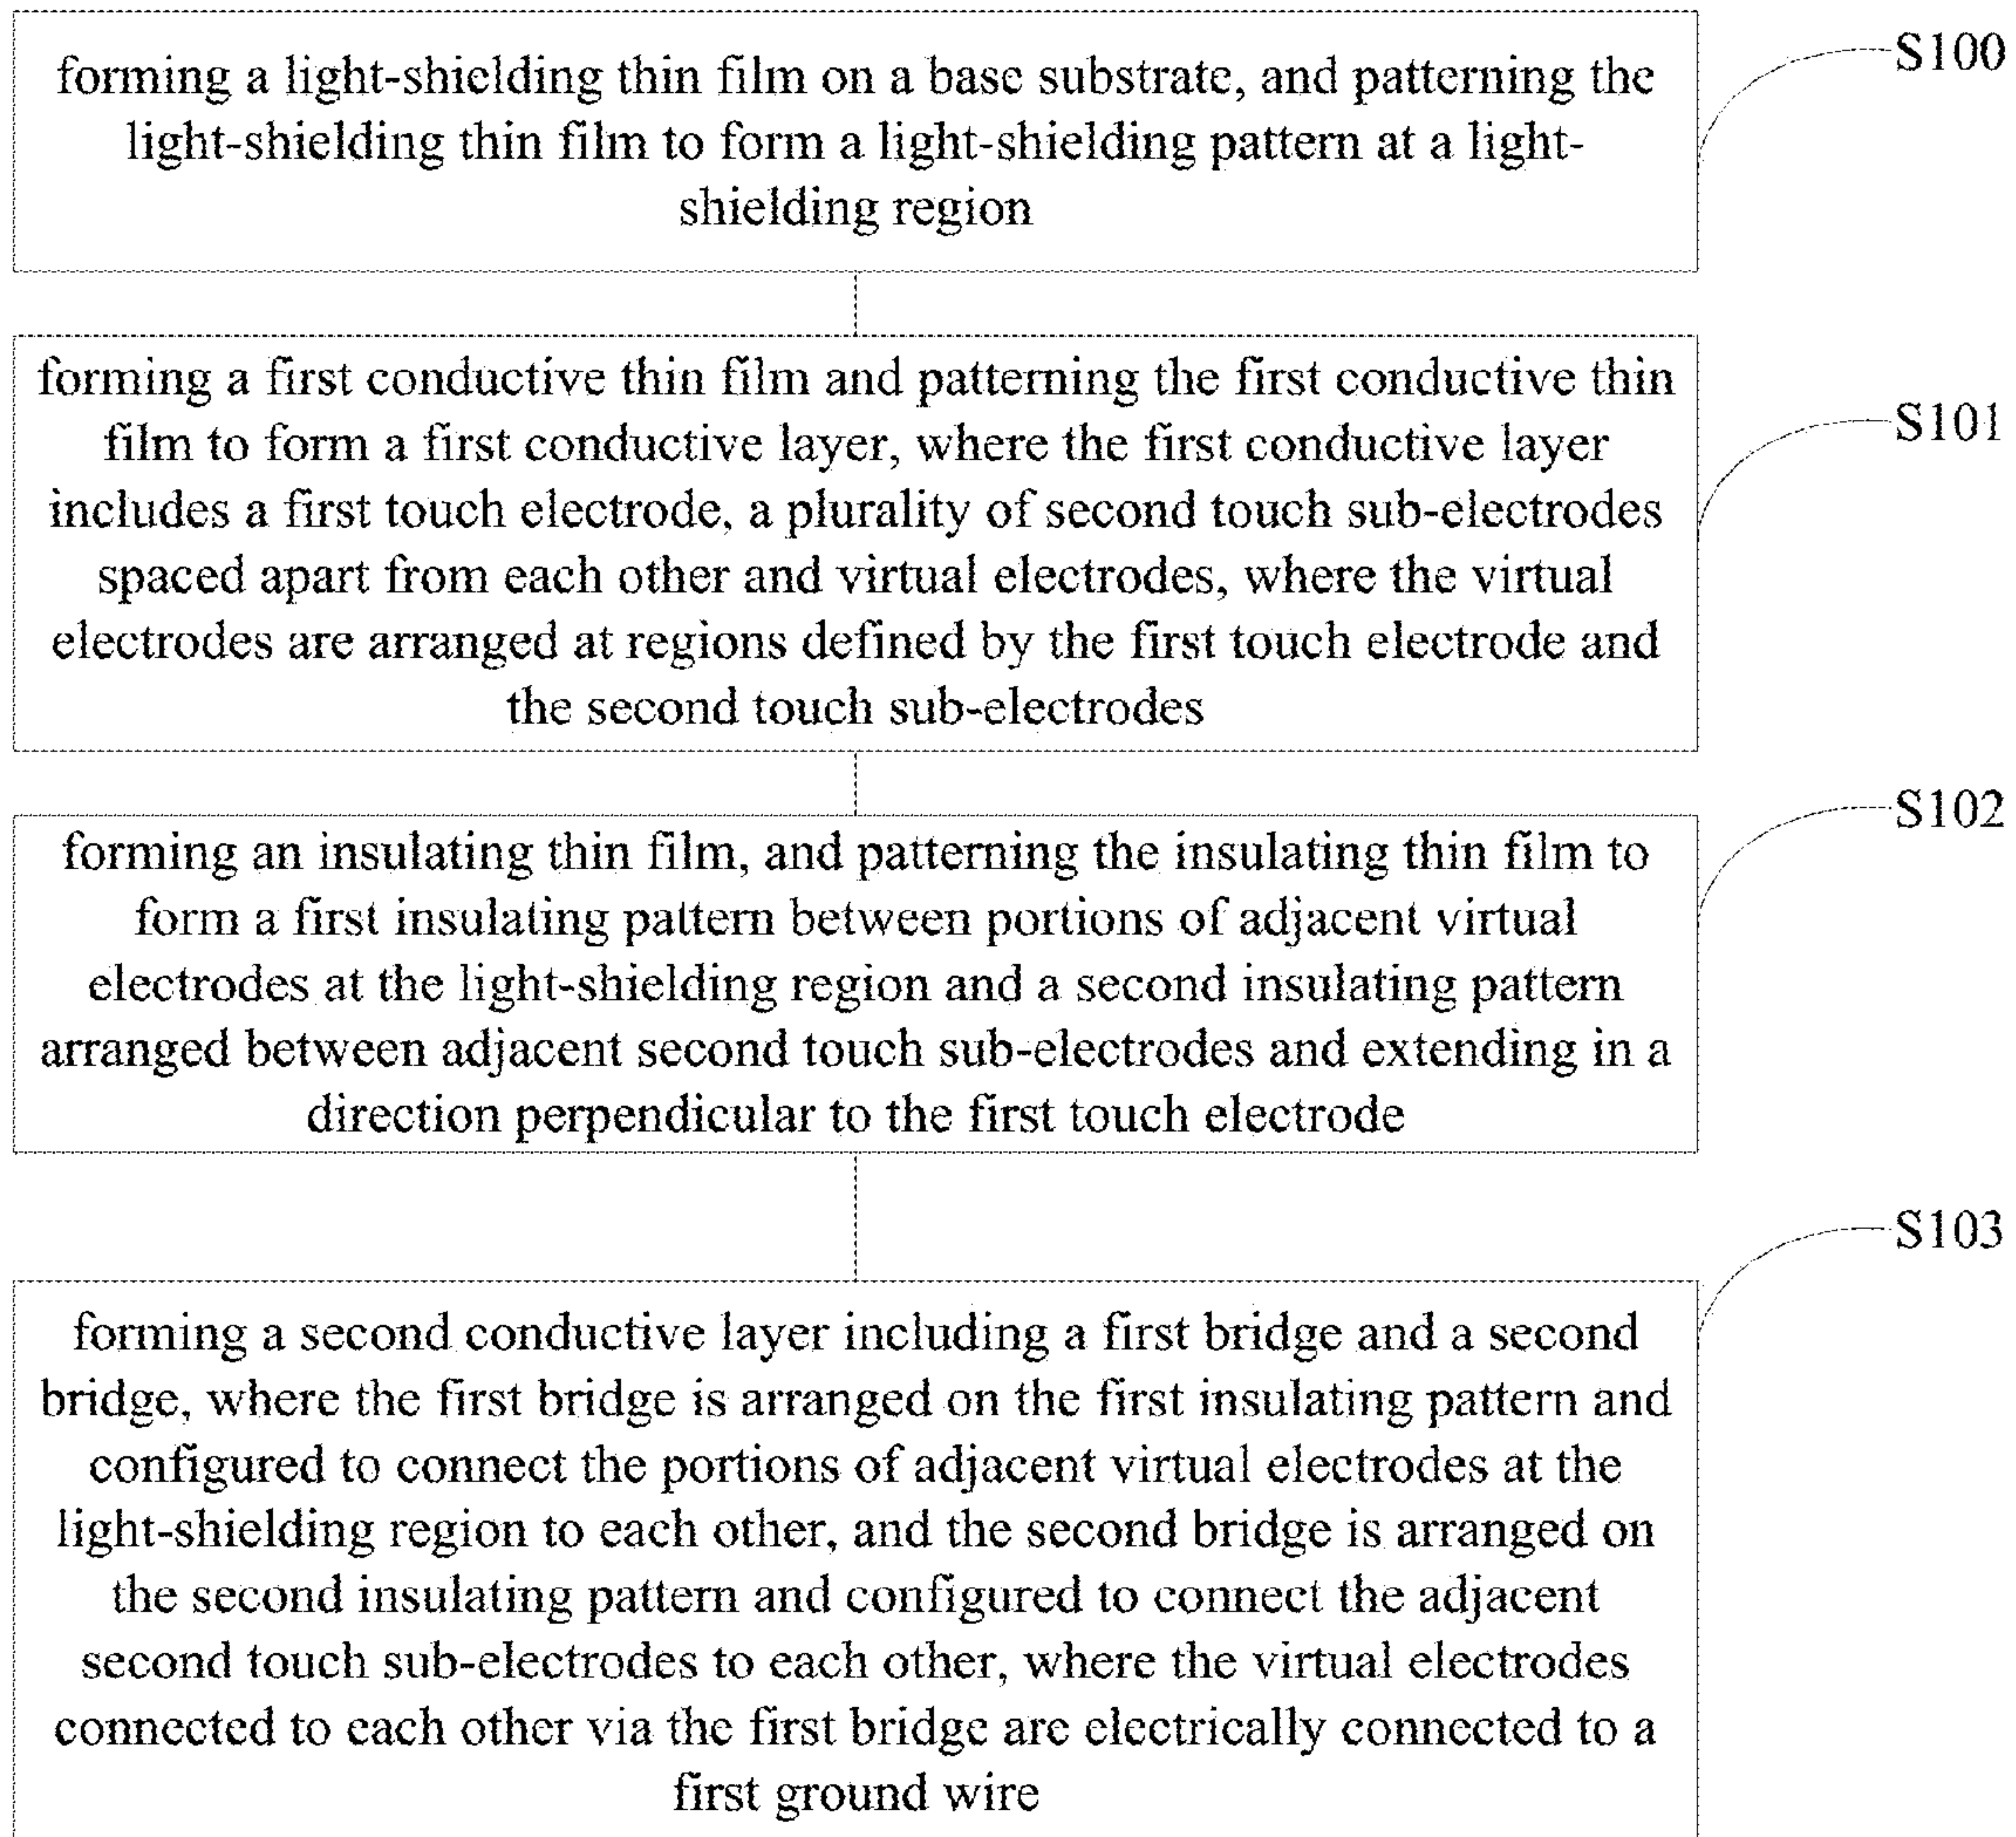 forming a light-shielding thin film on a base substrate, and patterning the
light-shielding thin film to form a light-shielding pattern at a light-
shielding region
S100
forming a first conductive thin film and patterning the first conductive thin
film to form a first conductive layer, where the first conductive layer
includes a first touch electrode, a plurality of second touch sub-electrodes
spaced apart from each other and virtual electrodes, where the virtual
electrodes are arranged at regions defined by the first touch electrode and
the second touch sub-electrodes
S101
forming an insulating thin film, and patterning the insulating thin film to
form a first insulating pattern between portions of adjacent virtual
electrodes at the light-shielding region and a second insulating pattern
arranged between adjacent second touch sub-electrodes and extending in a
direction perpendicular to the first touch electrode
S102
forming a second conductive layer including a first bridge and a second
bridge, where the first bridge is arranged on the first insulating pattern and
configured to connect the portions of adjacent virtual electrodes at the
light-shielding region to each other, and the second bridge is arranged on
the second insulating pattern and configured to connect the adjacent
second touch sub-electrodes to each other, where the virtual electrodes
connected to each other via the first bridge are electrically connected to a
first ground wire
S103